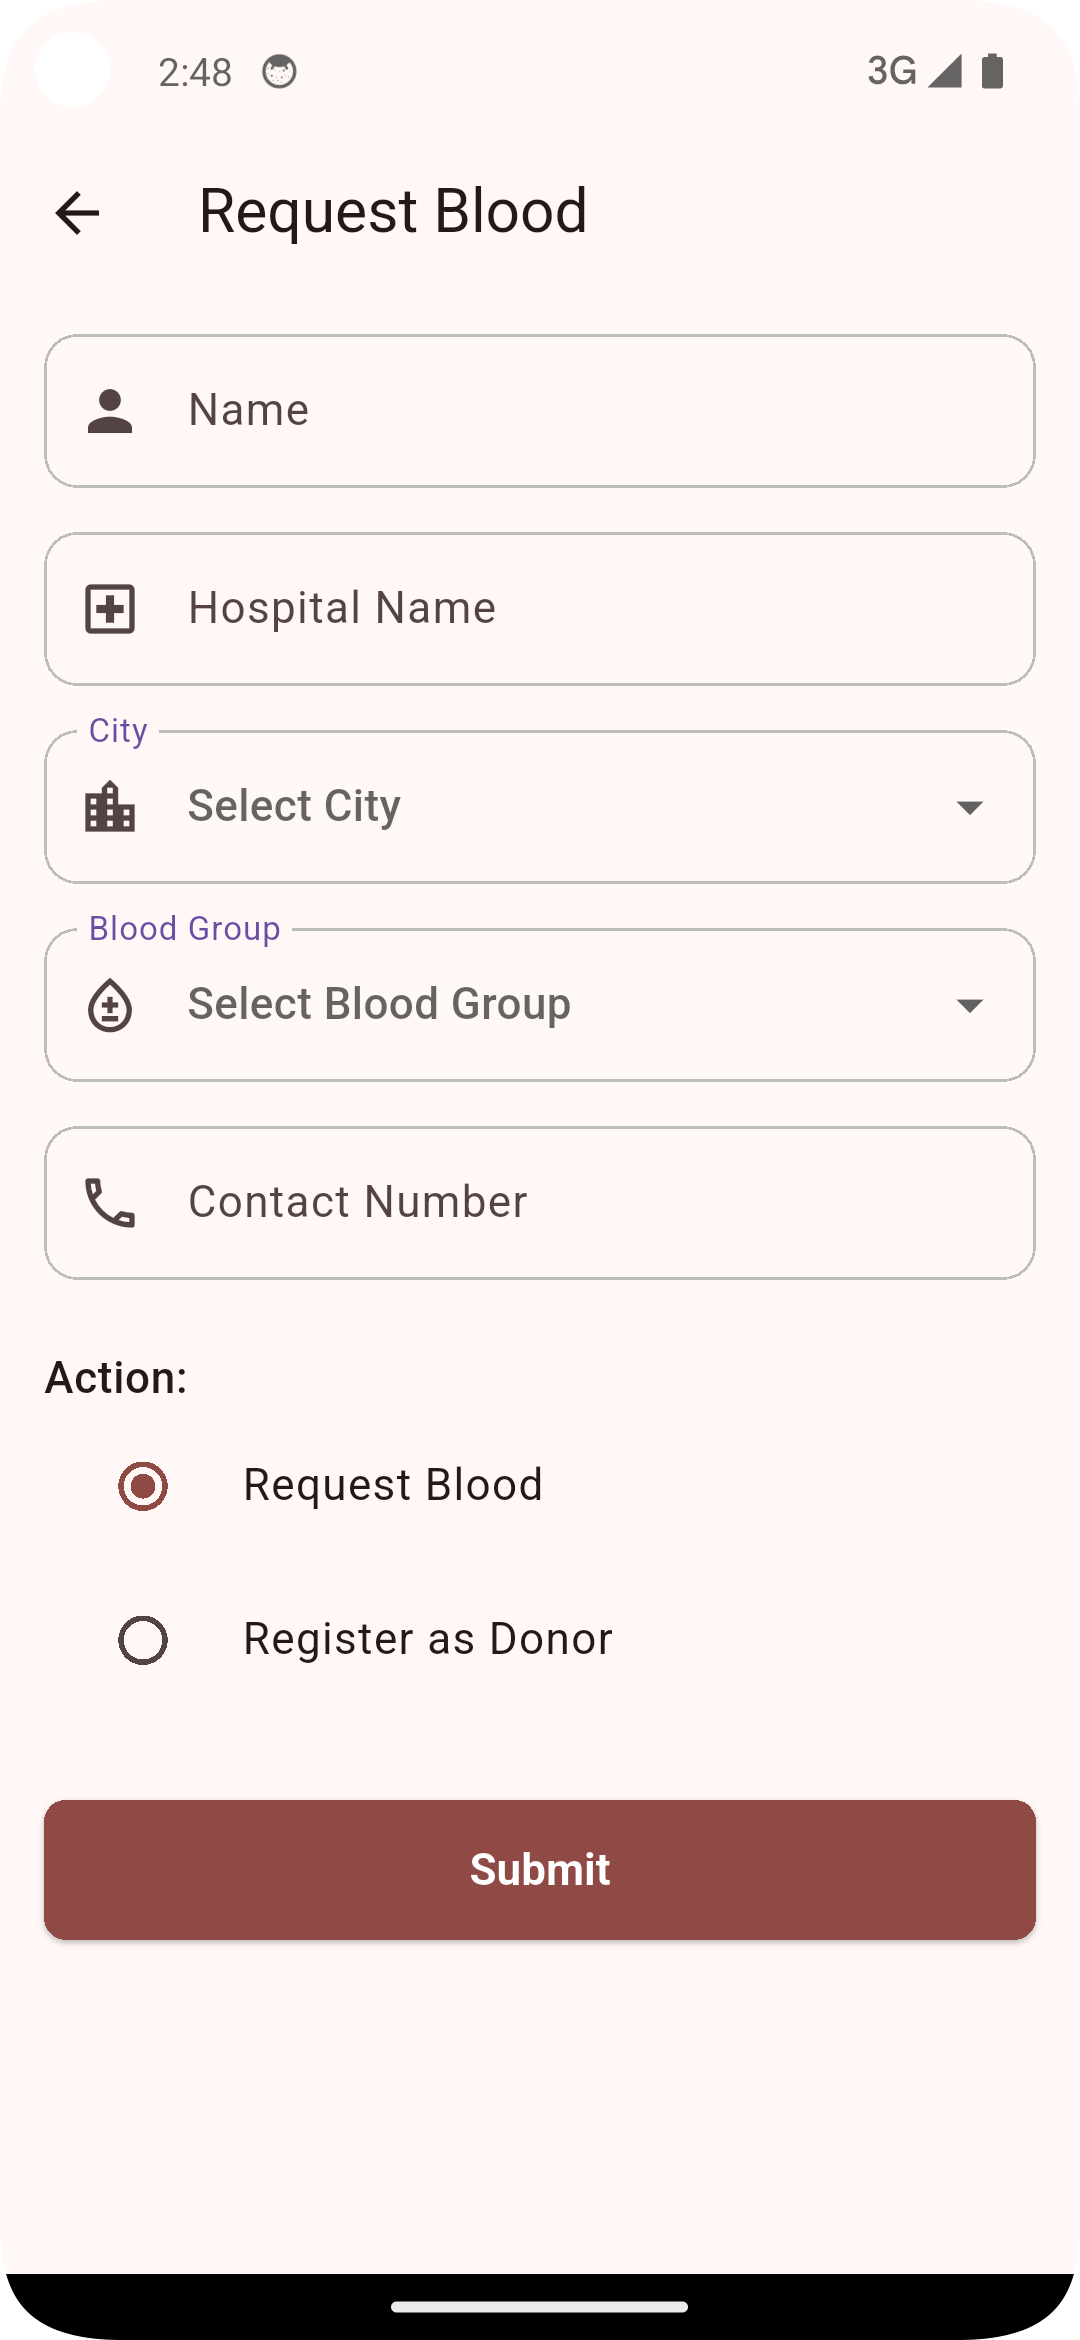 2:48
3G
Request Blood
Name
Hospital Name
City
Select City
Blood Group
Select Blood Group
Contact Number
Action:
Request Blood
Register as Donor
Submit